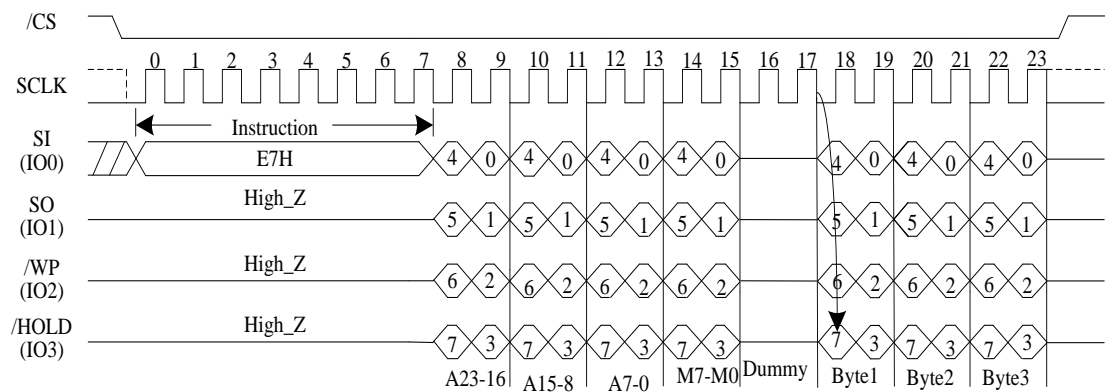 /CS
0 1 2 3 4 5 6 7 8 9 10 11 12 13 14 15 16 17 18 19 20 21 22 23
SCLK
Instruction
SI
(IO0)
E7H
4 0 4 0 4 0 4 0 4 0 4 0 4 0
High_Z
SO
(IO1)
5 1 5 1 5 1 5 1 5 1 5 1 5 1
High_Z
/WP
(IO2)
6 2 6 2 6 2 6 2 6 2 6 2 6 2
High_Z
/HOLD
(IO3)
7 3 7 3 7 3 7 3 7 3 7 3 7 3
A23-16 A15-8 A7-0 M7-M0 Dummy Byte1 Byte2 Byte3